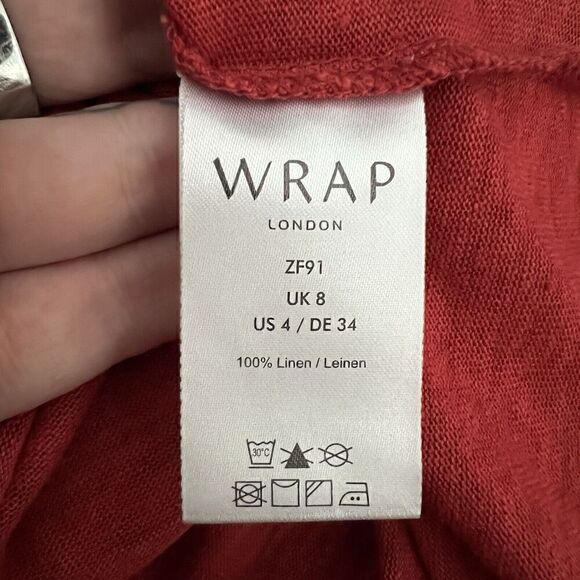 WRAP
LONDON
ZF91
UK 8
US 4 / DE 34
100% Linen / Leinen
30°C